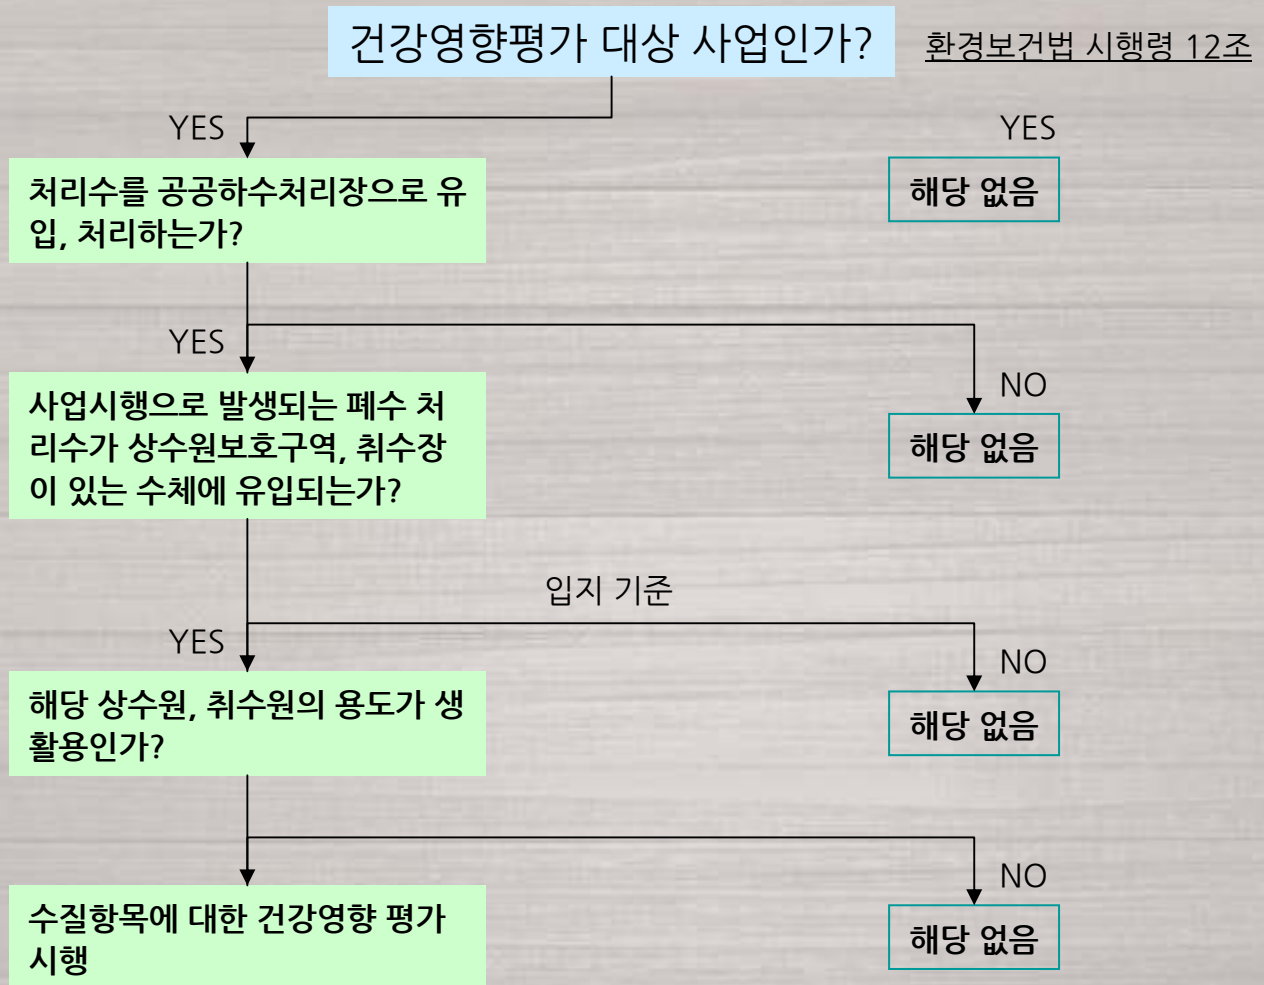 건강영향평가 대상 사업인가?
환경보건법 시행령 12조
YES
YES
처리수를 공공하수처리장으로 유
입, 처리하는가?
해당 없음
YES
NO
사업시행으로 발생되는 폐수 처
리수가 상수원보호구역, 취수장
이 있는 수체에 유입되는가?
해당 없음
입지 기준
YES
NO
해당 상수원, 취수원의 용도가 생
활용인가?
해당 없음
NO
수질항목에 대한 건강영향 평가
시행
해당 없음